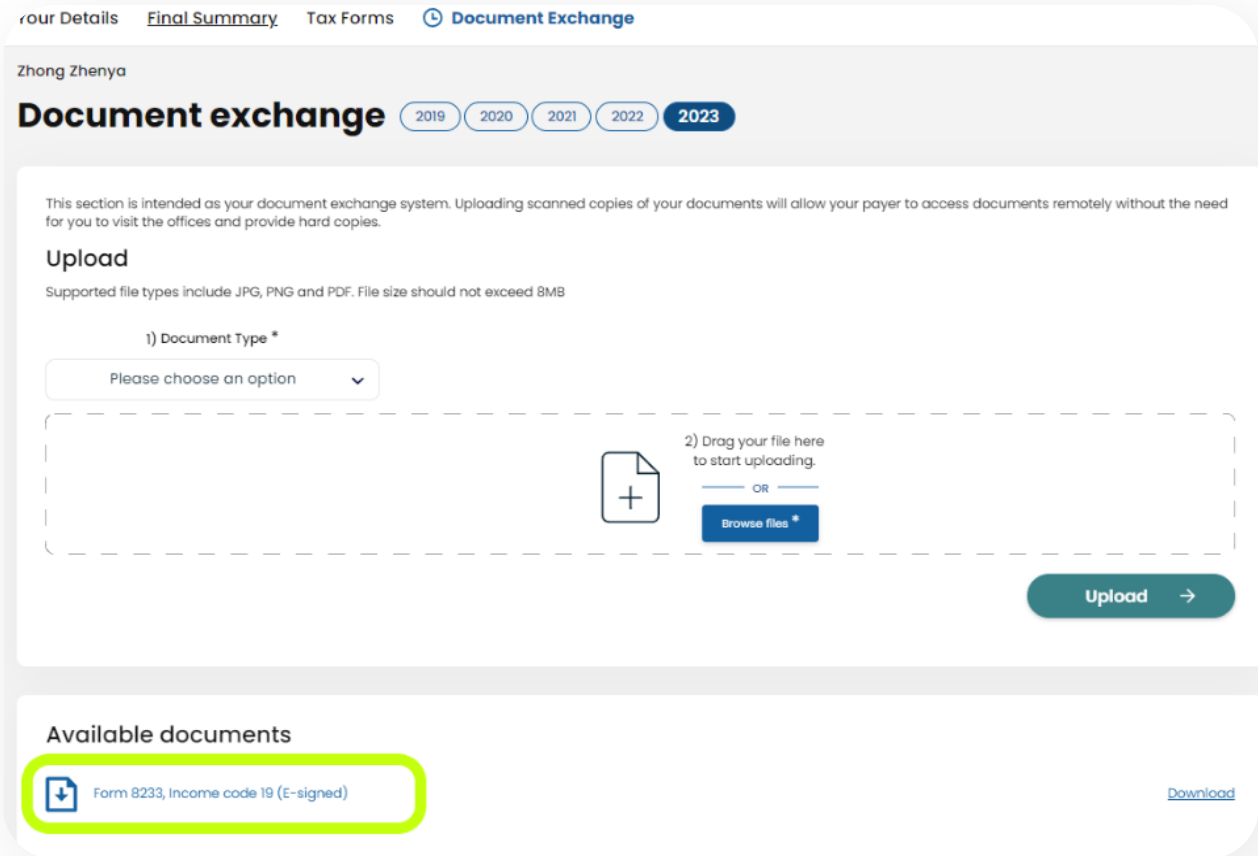 Your Details Final Summary Tax Forms Document Exchange
Zhong Zhenya
Document exchange 2019 2020 2021 2022 2023
This section is intended as your document exchange system. Uploading scanned copies of your documents will allow your payer to access documents remotely without the need
for you to visit the offices and provide hard copies.
Upload
Supported file types include JPG, PNG and PDF. File size should not exceed 8MB
1) Document Type *
Please choose an option
2) Drag your file here
to start uploading.
OR
Browse files *
Upload →
Available documents
Form 8233, Income code 19 (E-signed) Download